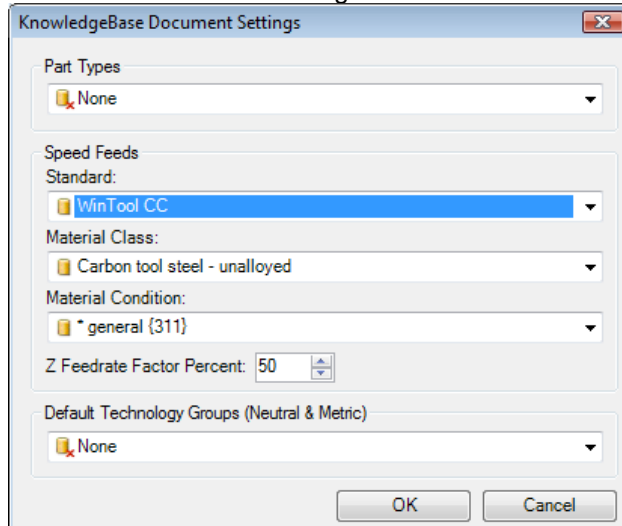 KnowledgeBase Document Settings
Part Types
None
Speed Feeds
Standard:
WinTool CC
Material Class:
Carbon tool steel - unalloyed
Material Condition:
* general {311}
Z Feedrate Factor Percent: 50
Default Technology Groups (Neutral & Metric)
None
OK Cancel